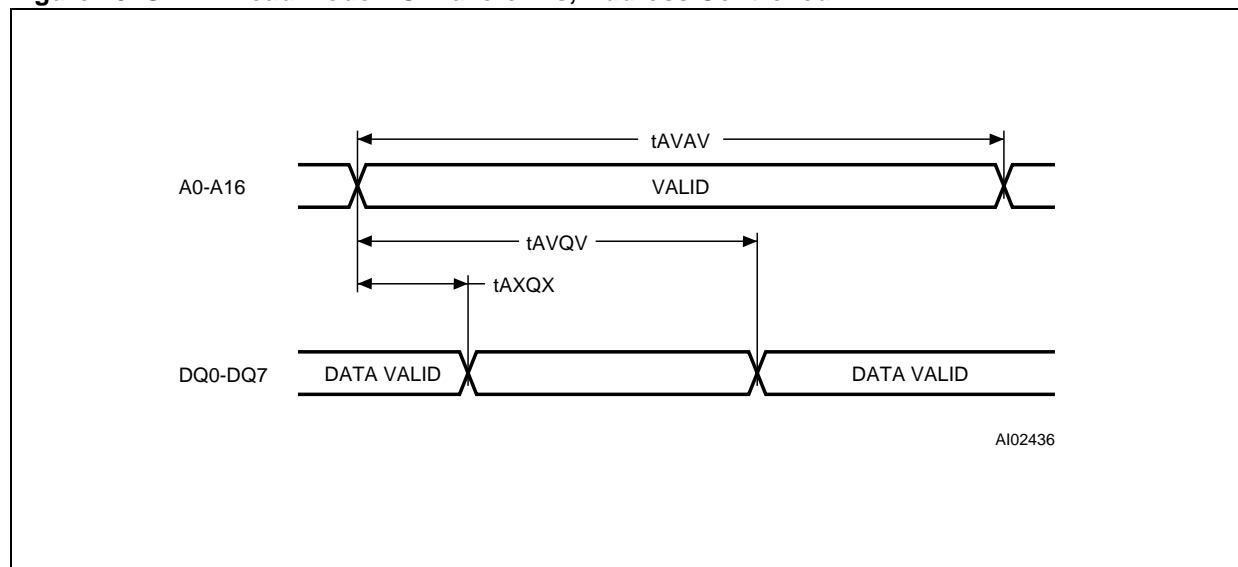 tAVAV
A0-A16 VALID
tAVQV
tAXQX
DQ0-DQ7 DATA VALID DATA VALID
AI02436